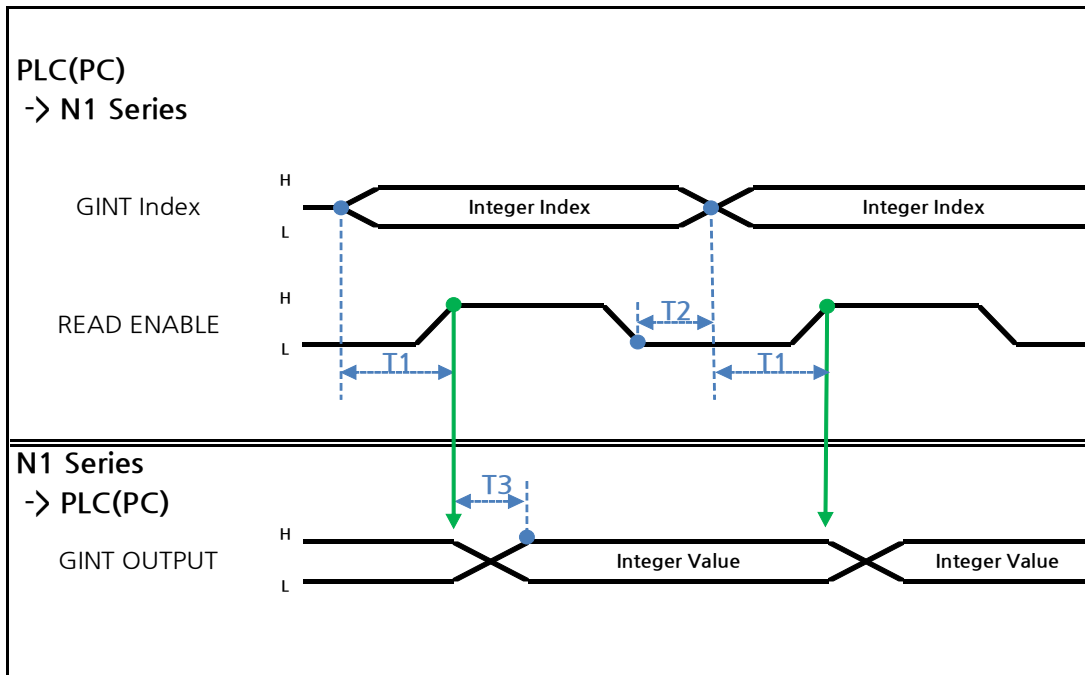 PLC(PC)
-> N1 Series
H
GINT Index
Integer Index
Integer Index
L
H
T2
READ ENABLE
L
T1
T1
N1 Series
-> PLC(PC)
T3
H
GINT OUTPUT
Integer Value
Integer Value
L